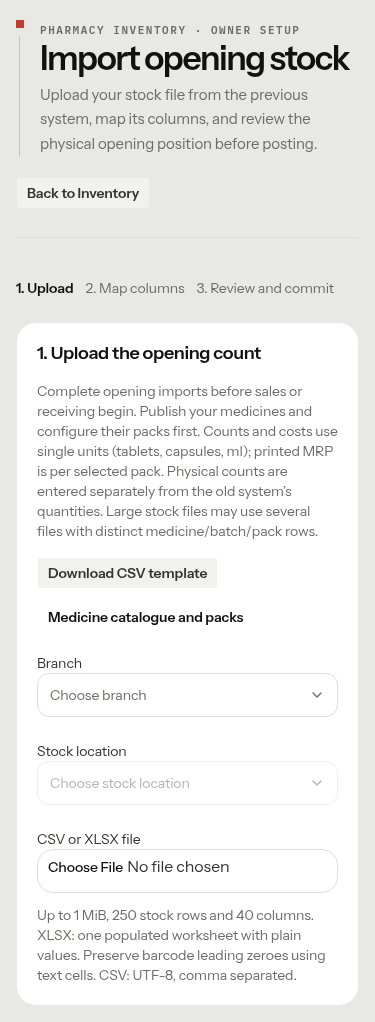 PHARMACY INVENTORY · OWNER SETUP
Import opening stock
Upload your stock file from the previous
system, map its columns, and review the
physical opening position before posting.
Back to Inventory
1. Upload 2. Map columns 3. Review and commit
1. Upload the opening count
Complete opening imports before sales or
receiving begin. Publish your medicines and
configure their packs first. Counts and costs use
single units (tablets, capsules, ml); printed MRP
is per selected pack. Physical counts are
entered separately from the old system's
quantities. Large stock files may use several
files with distinct medicine/batch/pack rows.
Download CSV template
Medicine catalogue and packs
Branch
Choose branch
Stock location
Choose stock location
CSV or XLSX file
Choose File No file chosen
Up to 1 MiB, 250 stock rows and 40 columns.
XLSX: one populated worksheet with plain
values. Preserve barcode leading zeroes using
text cells. CSV: UTF-8, comma separated.